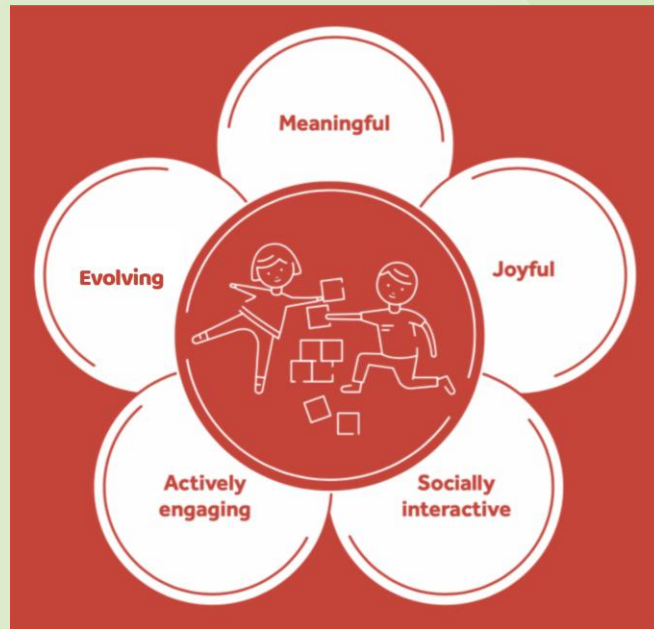 Meaningful
Joyful
Socially
interactive
Actively
engaging
Evolving